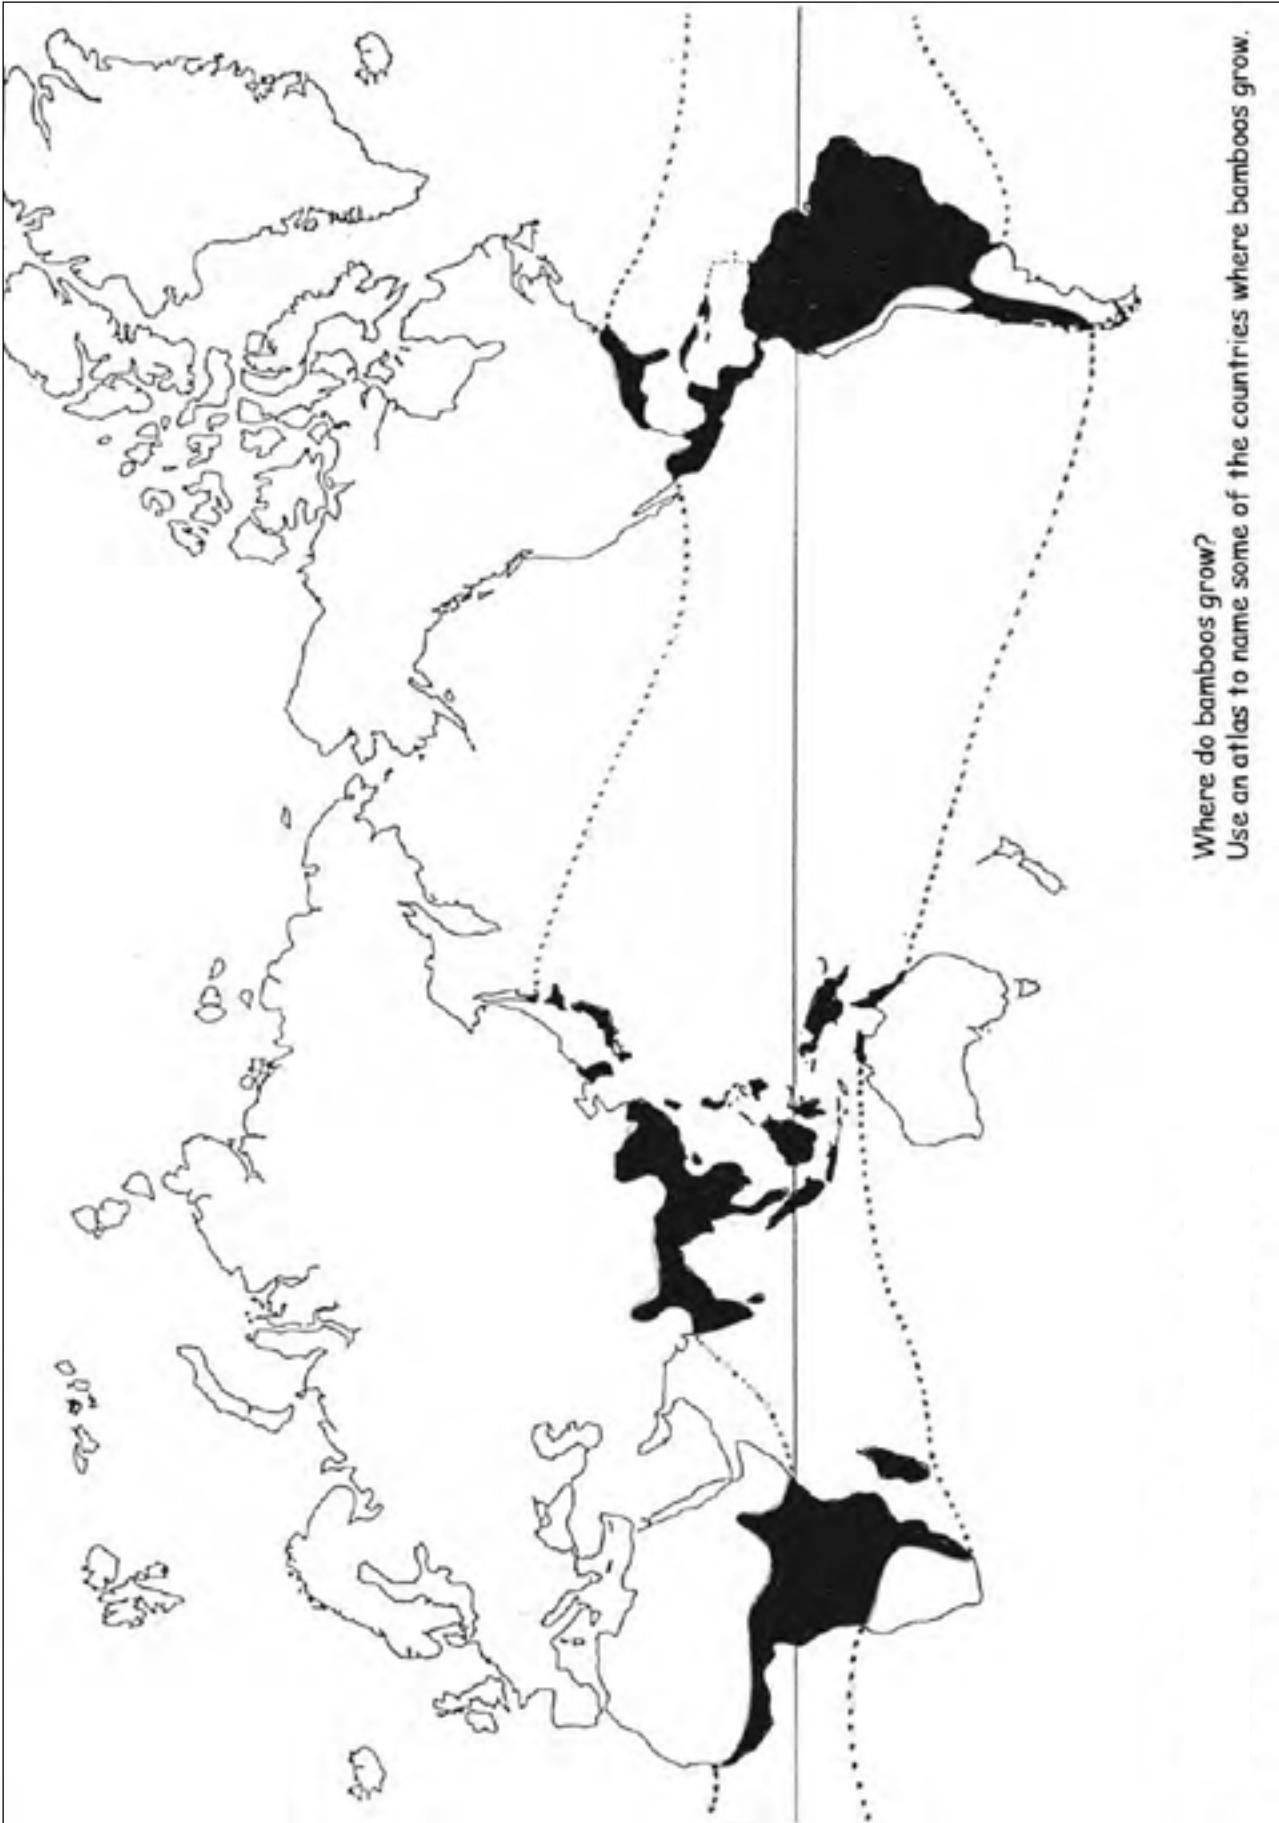 Where do bamboos grow?
Use an atlas to name some of the countries where bamboos grow.